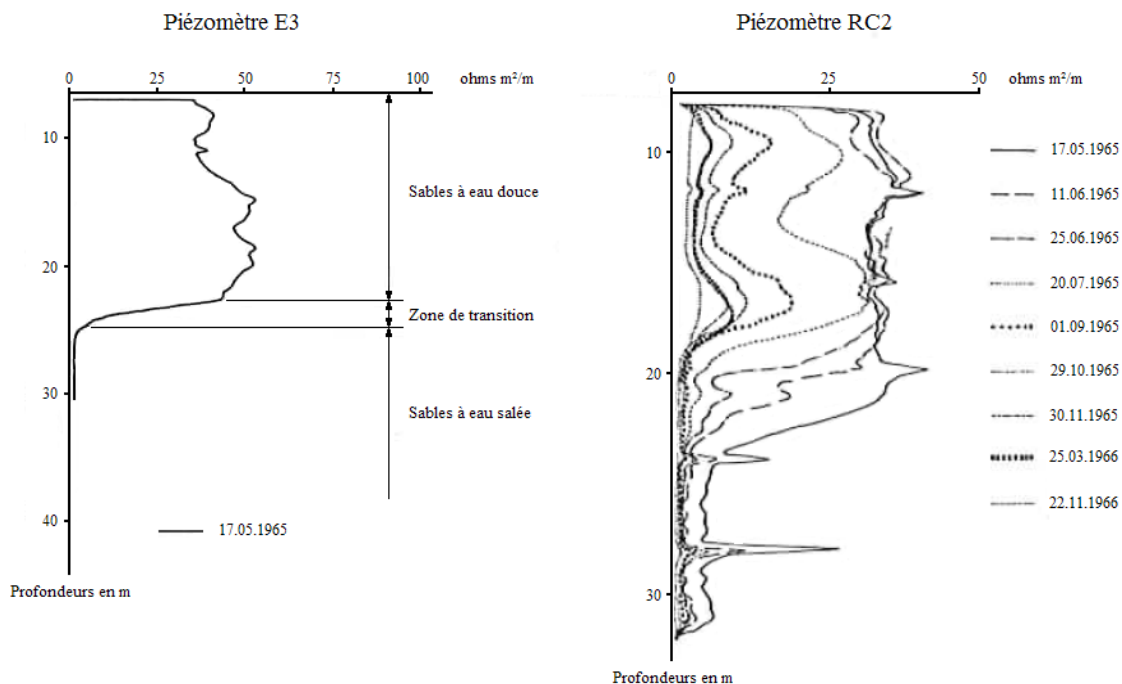 Piézomètre E3
0 25 50 75 100 ohms m²/m
10
20
30
40
Sables à eau douce
Zone de transition
Sables à eau salée
17.05.1965
Profondeurs en m
Piézomètre RC2
0 25 50 ohms m²/m
10
20
30
17.05.1965
11.06.1965
25.06.1965
20.07.1965
01.09.1965
29.10.1965
30.11.1965
25.03.1966
22.11.1966
Profondeurs en m